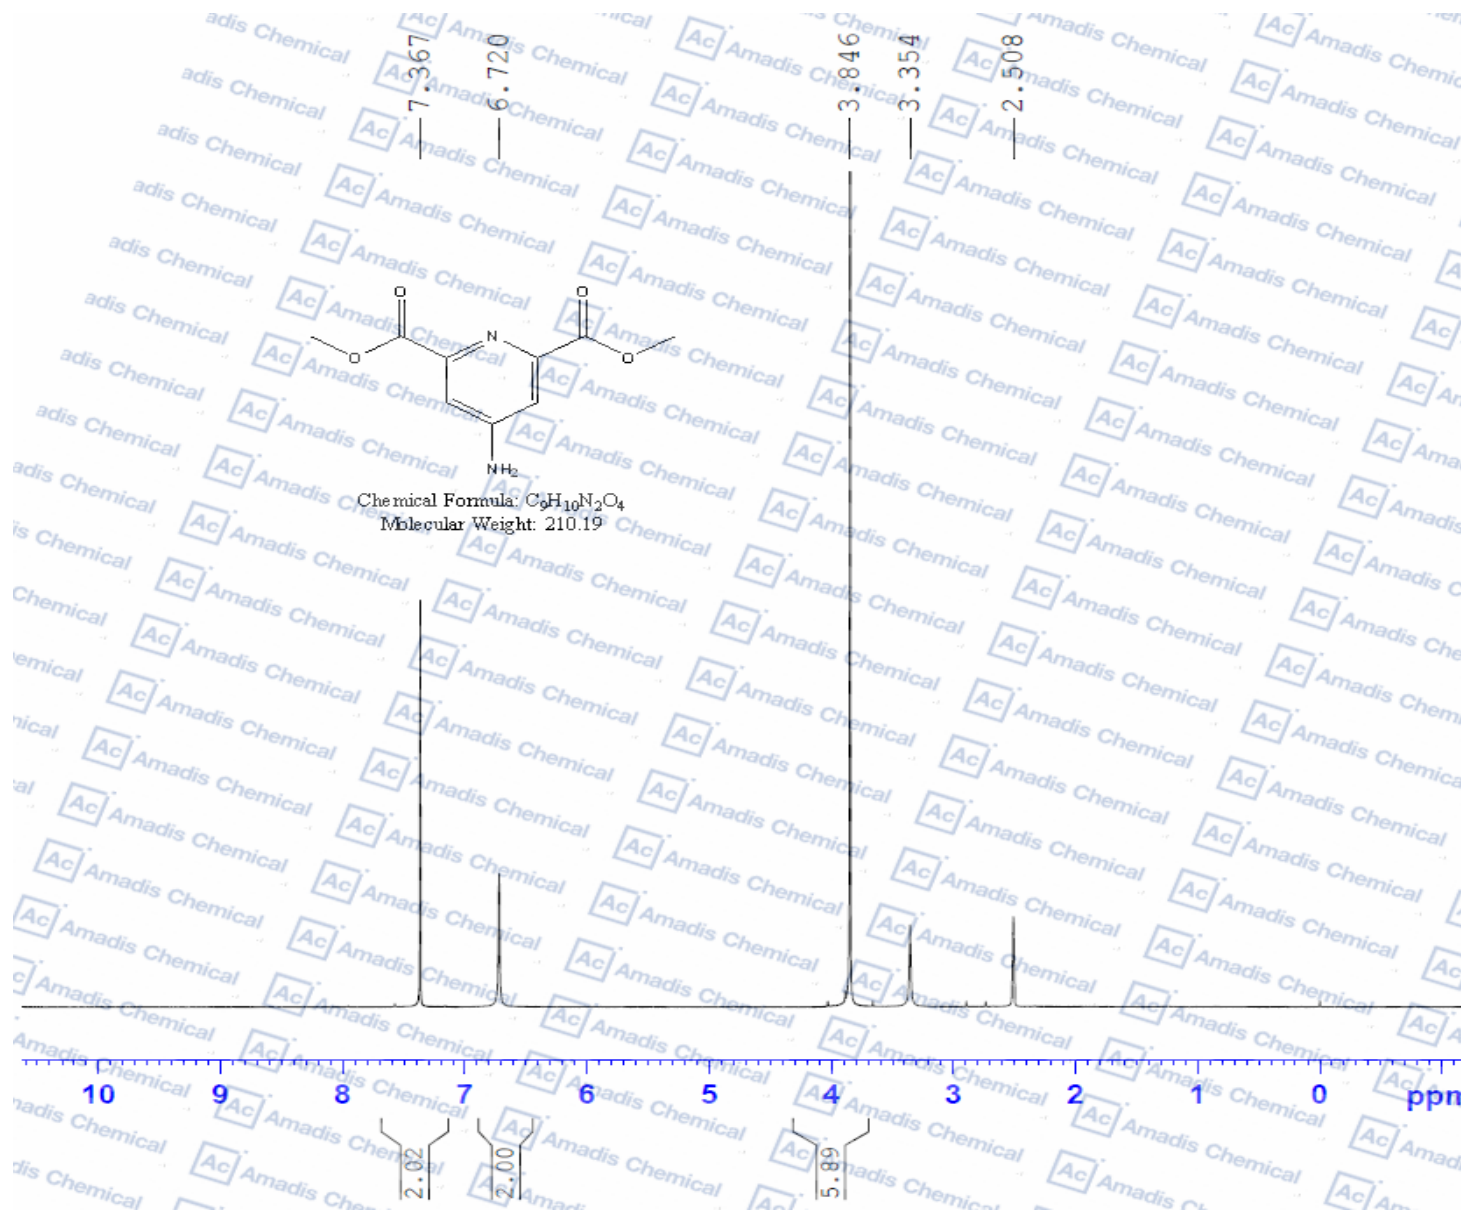 7.367
6.720
3.846
3.354
2.508
O
O
N
O
O
NH2
Chemical Formula: C9H10N2O4
Molecular Weight: 210.19
10 9 8 7 6 5 4 3 2 1 0 ppm
2.02
2.00
5.89
Ac Amadis Chemical